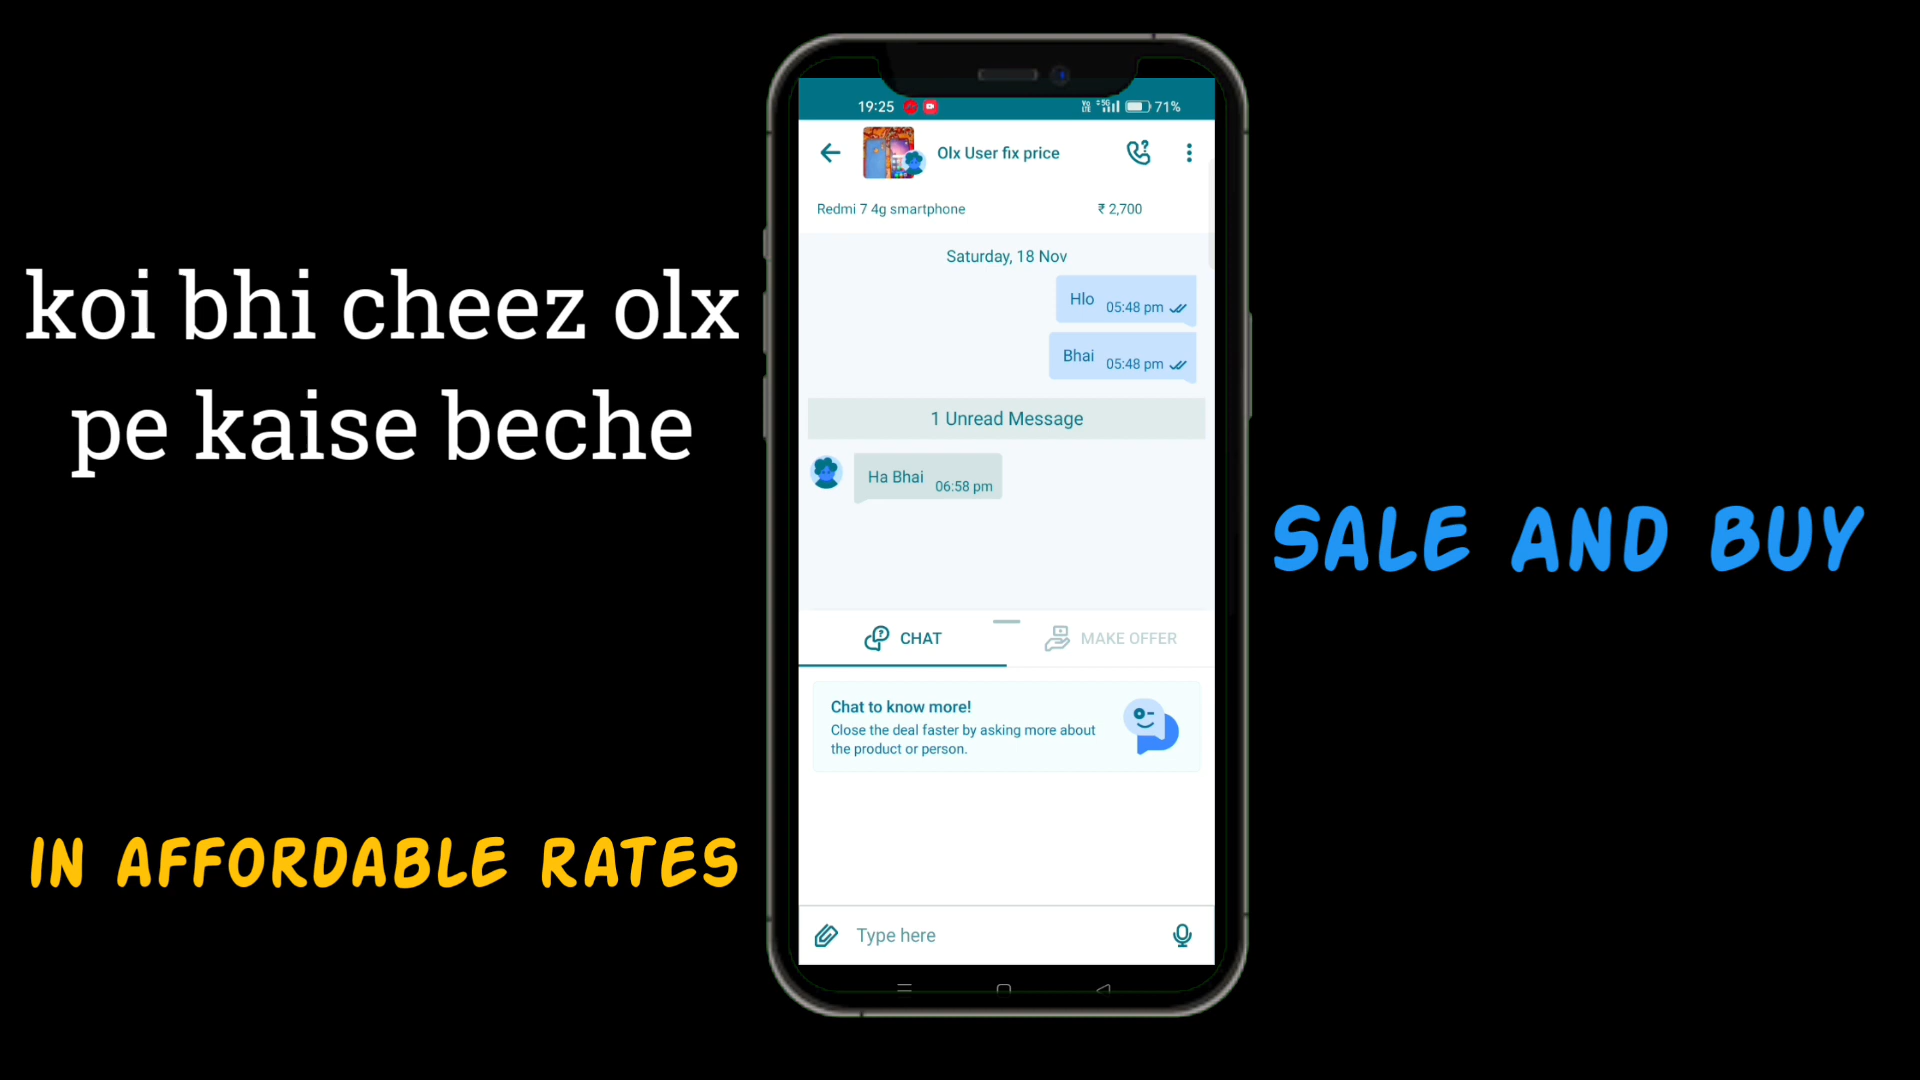 koi bhi cheez olx
pe kaise beche
IN AFFORDABLE RATES
19:25
71%
Olx User fix price
Redmi 7 4g smartphone
₹ 2,700
Saturday, 18 Nov
Hlo 05:48 pm
Bhai 05:48 pm
1 Unread Message
Ha Bhai 06:58 pm
CHAT
MAKE OFFER
Chat to know more!
Close the deal faster by asking more about
the product or person.
Type here
SALE AND BUY